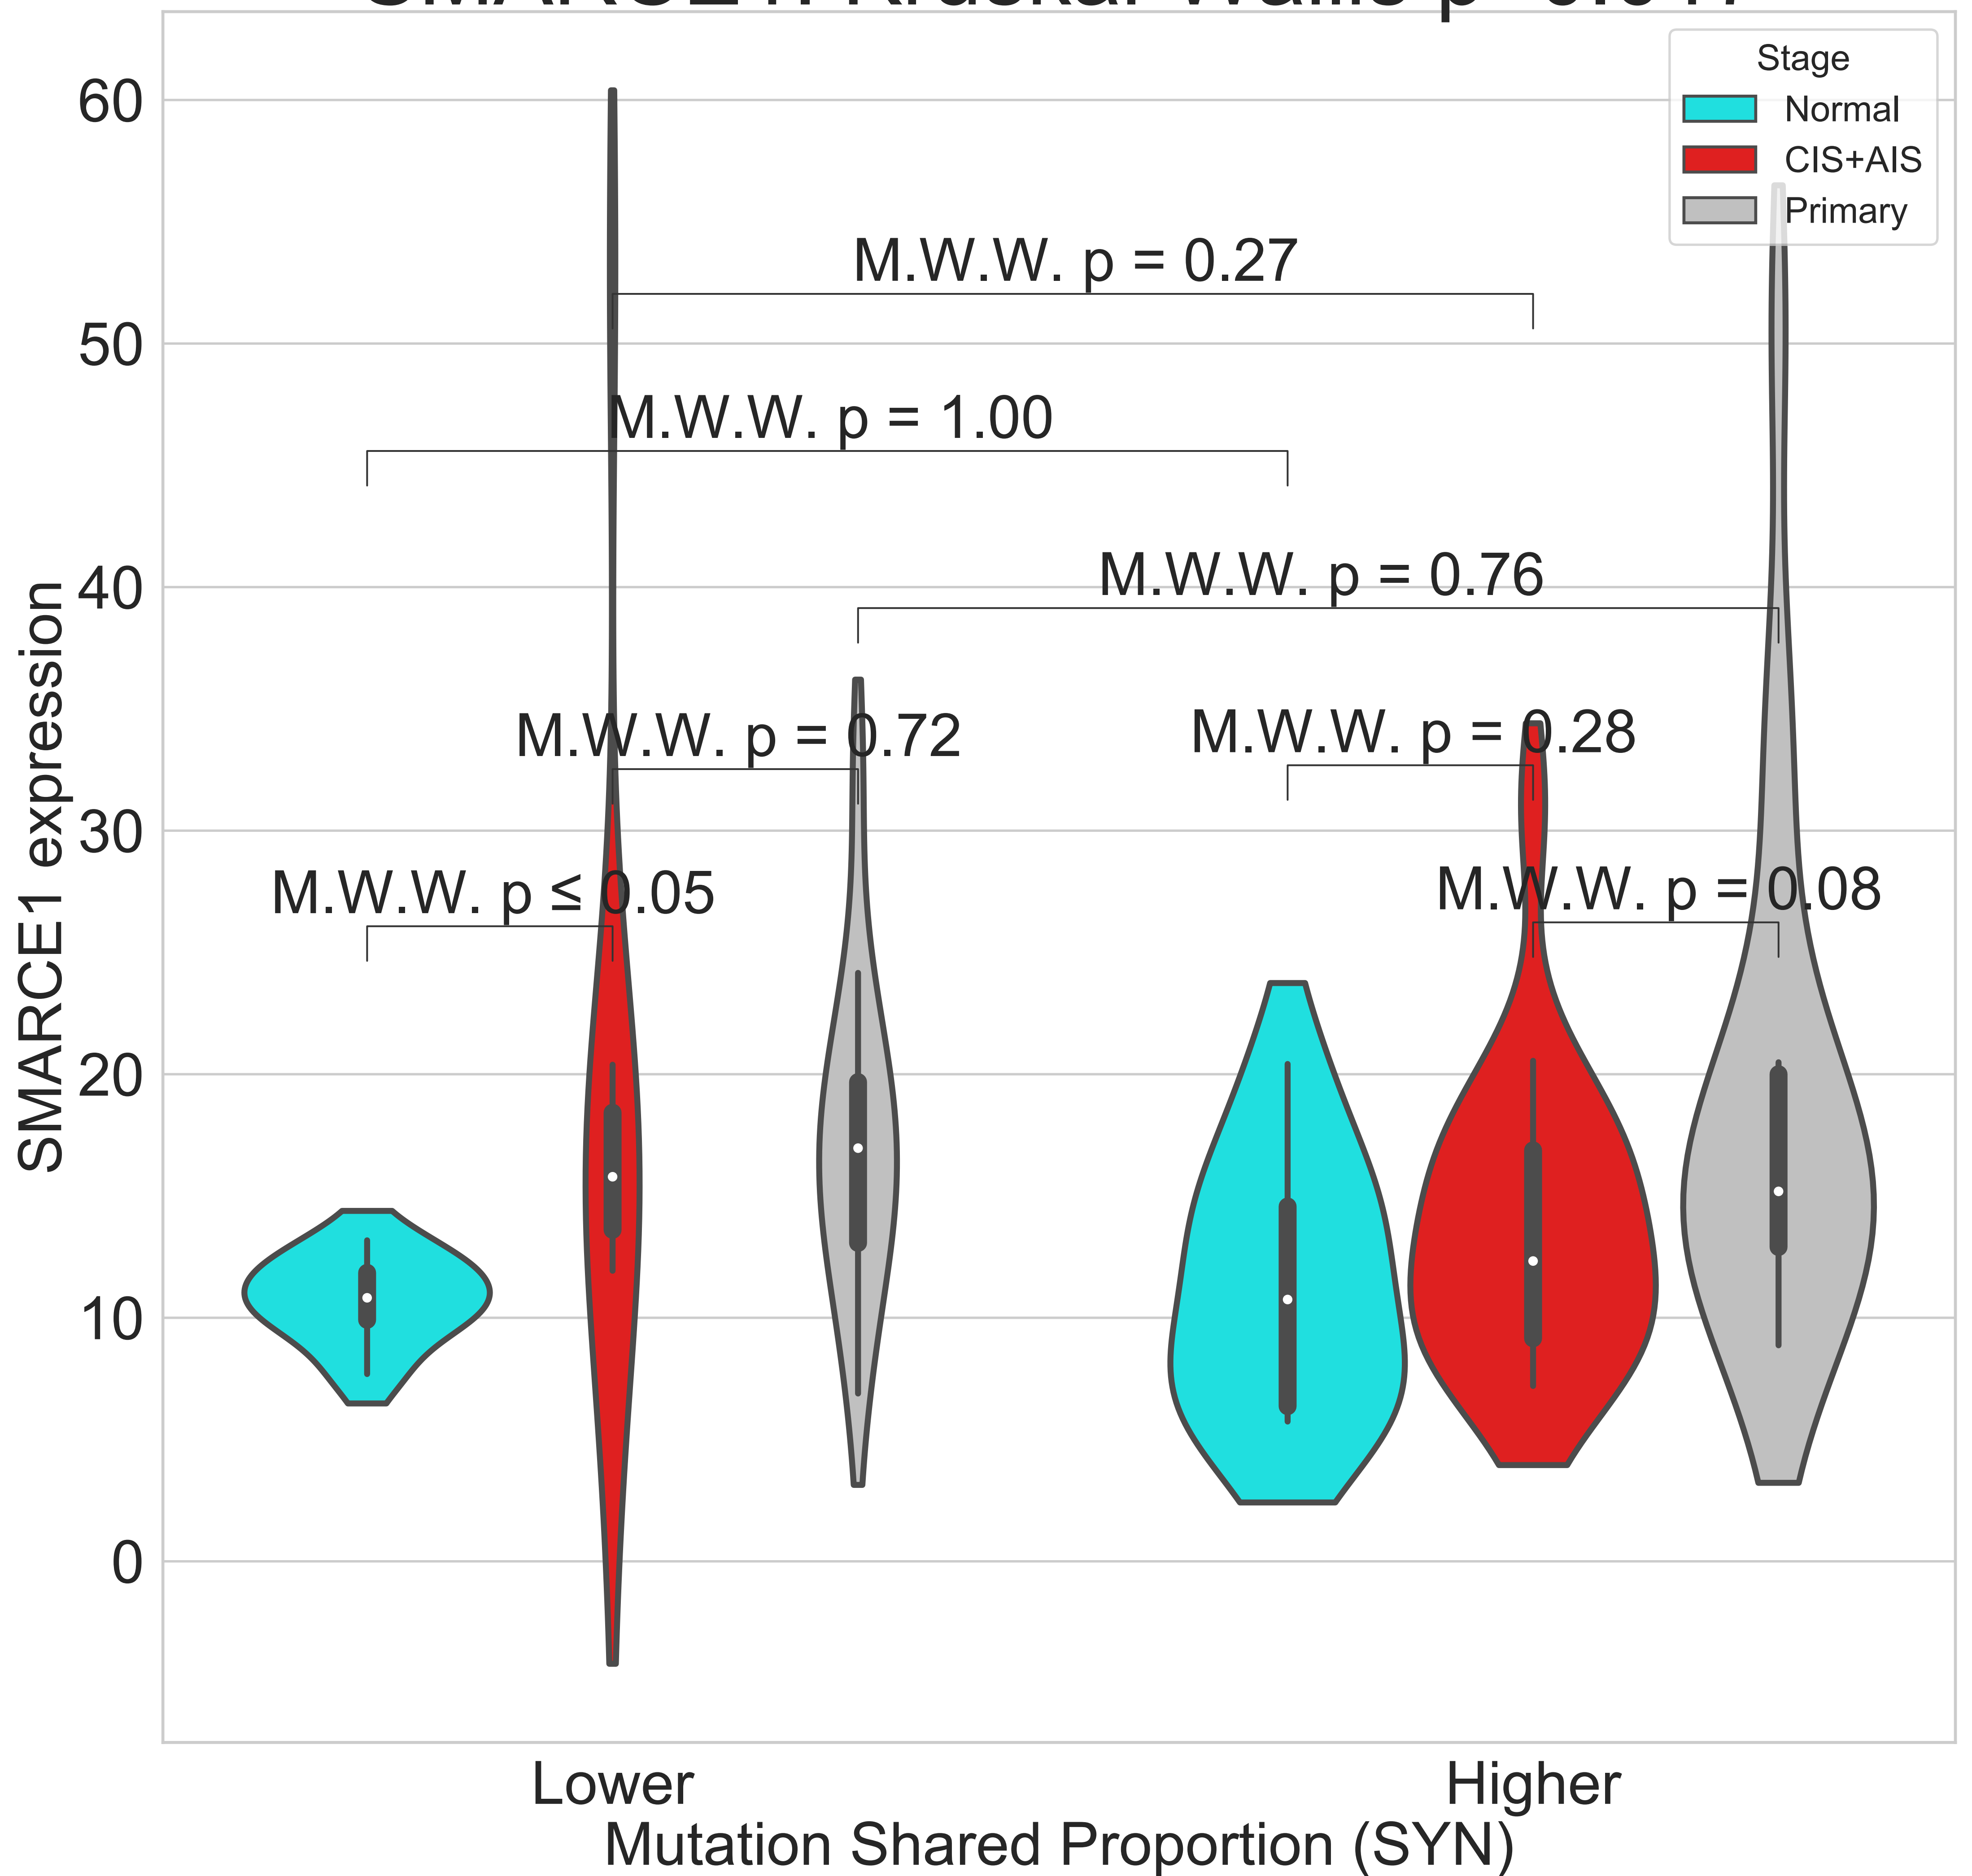 Stage
Normal
CIS+AIS
Primary
60
50
40
30
20
10
0
SMARCE1 expression
M.W.W. p = 0.27
M.W.W. p = 1.00
M.W.W. p = 0.76
M.W.W. p = 0.72
M.W.W. p = 0.28
M.W.W. p ≤ 0.05
M.W.W. p = 0.08
Lower
Higher
Mutation Shared Proportion (SYN)